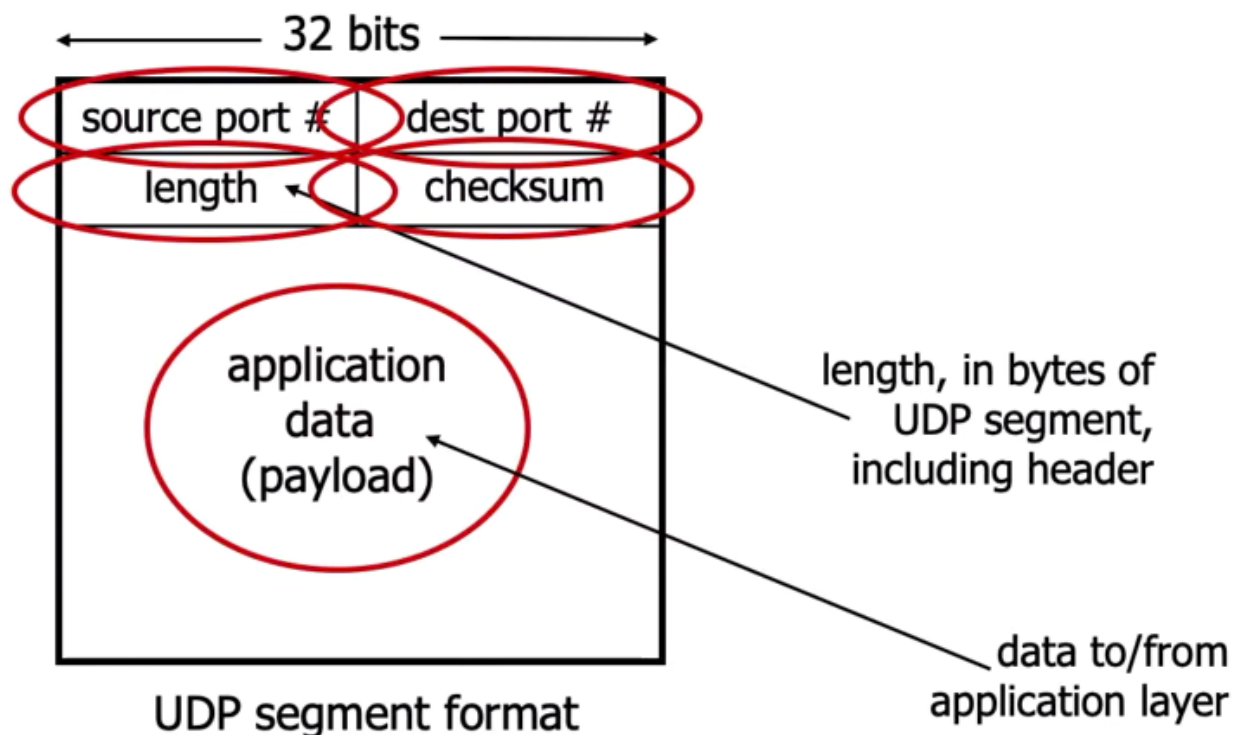 32 bits
source port # dest port #
length checksum
application
data
(payload)
length, in bytes of
UDP segment,
including header
data to/from
application layer
UDP segment format